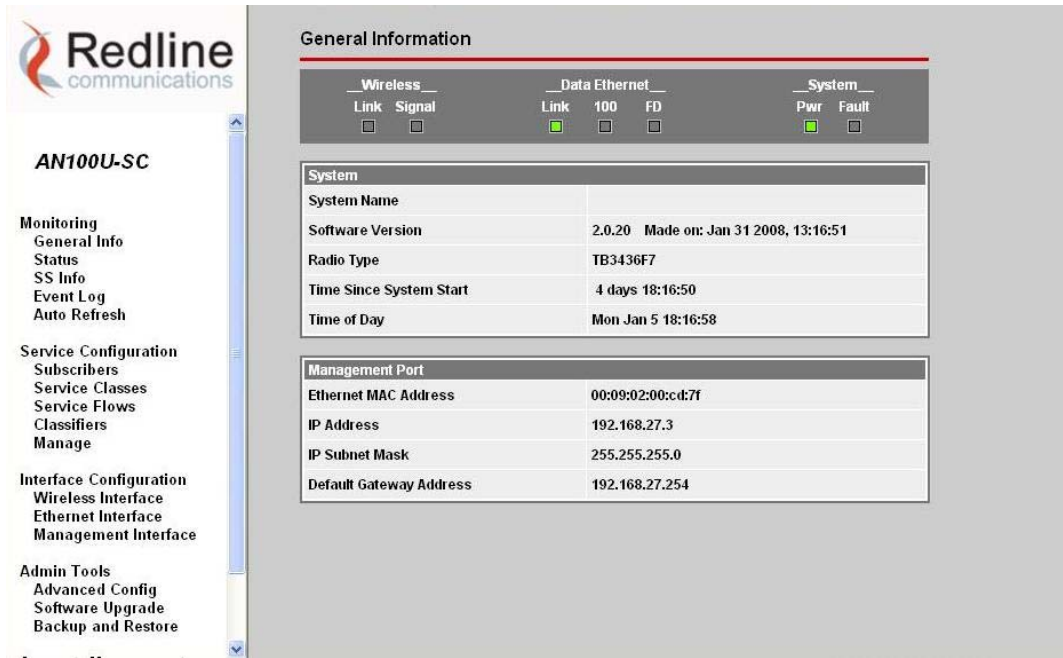 Redline
communications
AN100U-SC
Monitoring
General Info
Status
SS Info
Event Log
Auto Refresh
Service Configuration
Subscribers
Service Classes
Service Flows
Classifiers
Manage
Interface Configuration
Wireless Interface
Ethernet Interface
Management Interface
Admin Tools
Advanced Config
Software Upgrade
Backup and Restore
General Information
__Wireless__ __Data Ethernet__ __System__
Link Signal Link 100 FD Pwr Fault
System
System Name
Software Version 2.0.20 Made on: Jan 31 2008, 13:16:51
Radio Type TB3436F7
Time Since System Start 4 days 18:16:50
Time of Day Mon Jan 5 18:16:58
Management Port
Ethernet MAC Address 00:09:02:00:cd:7f
IP Address 192.168.27.3
IP Subnet Mask 255.255.255.0
Default Gateway Address 192.168.27.254